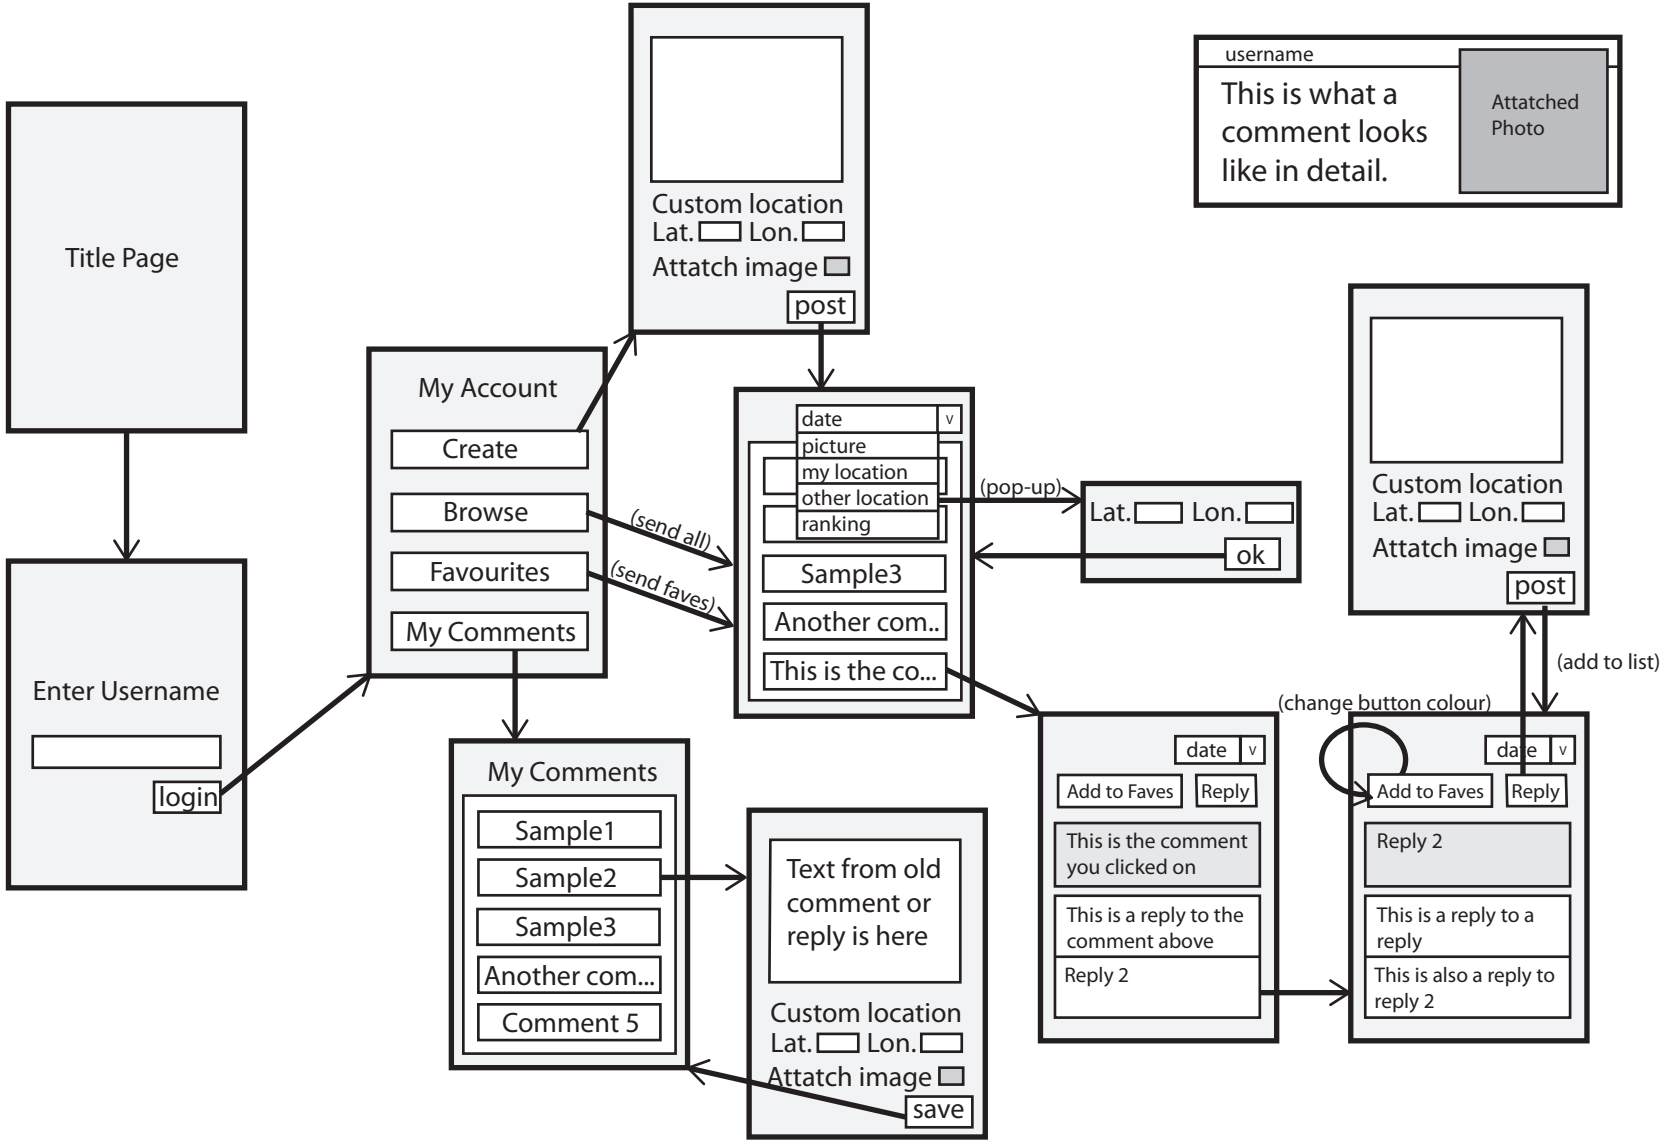 Title Page
Enter Username
login
My Account
Create
Browse
Favourites
My Comments
Custom location
Lat. Lon.
Attatch image
post
(send all)
(send faves)
date v
picture
my location
other location
ranking
Sample3
Another com..
This is the co...
(pop-up)
Lat. Lon.
ok
My Comments
Sample1
Sample2
Sample3
Another com...
Comment 5
Text from old
comment or
reply is here
Custom location
Lat. Lon.
Attatch image
save
username
This is what a
comment looks
like in detail.
Attatched
Photo
date v
Add to Faves Reply
This is the comment
you clicked on
This is a reply to the
comment above
Reply 2
Custom location
Lat. Lon.
Attatch image
post
(add to list)
(change button colour)
date v
Add to Faves Reply
Reply 2
This is a reply to a
reply
This is also a reply to
reply 2